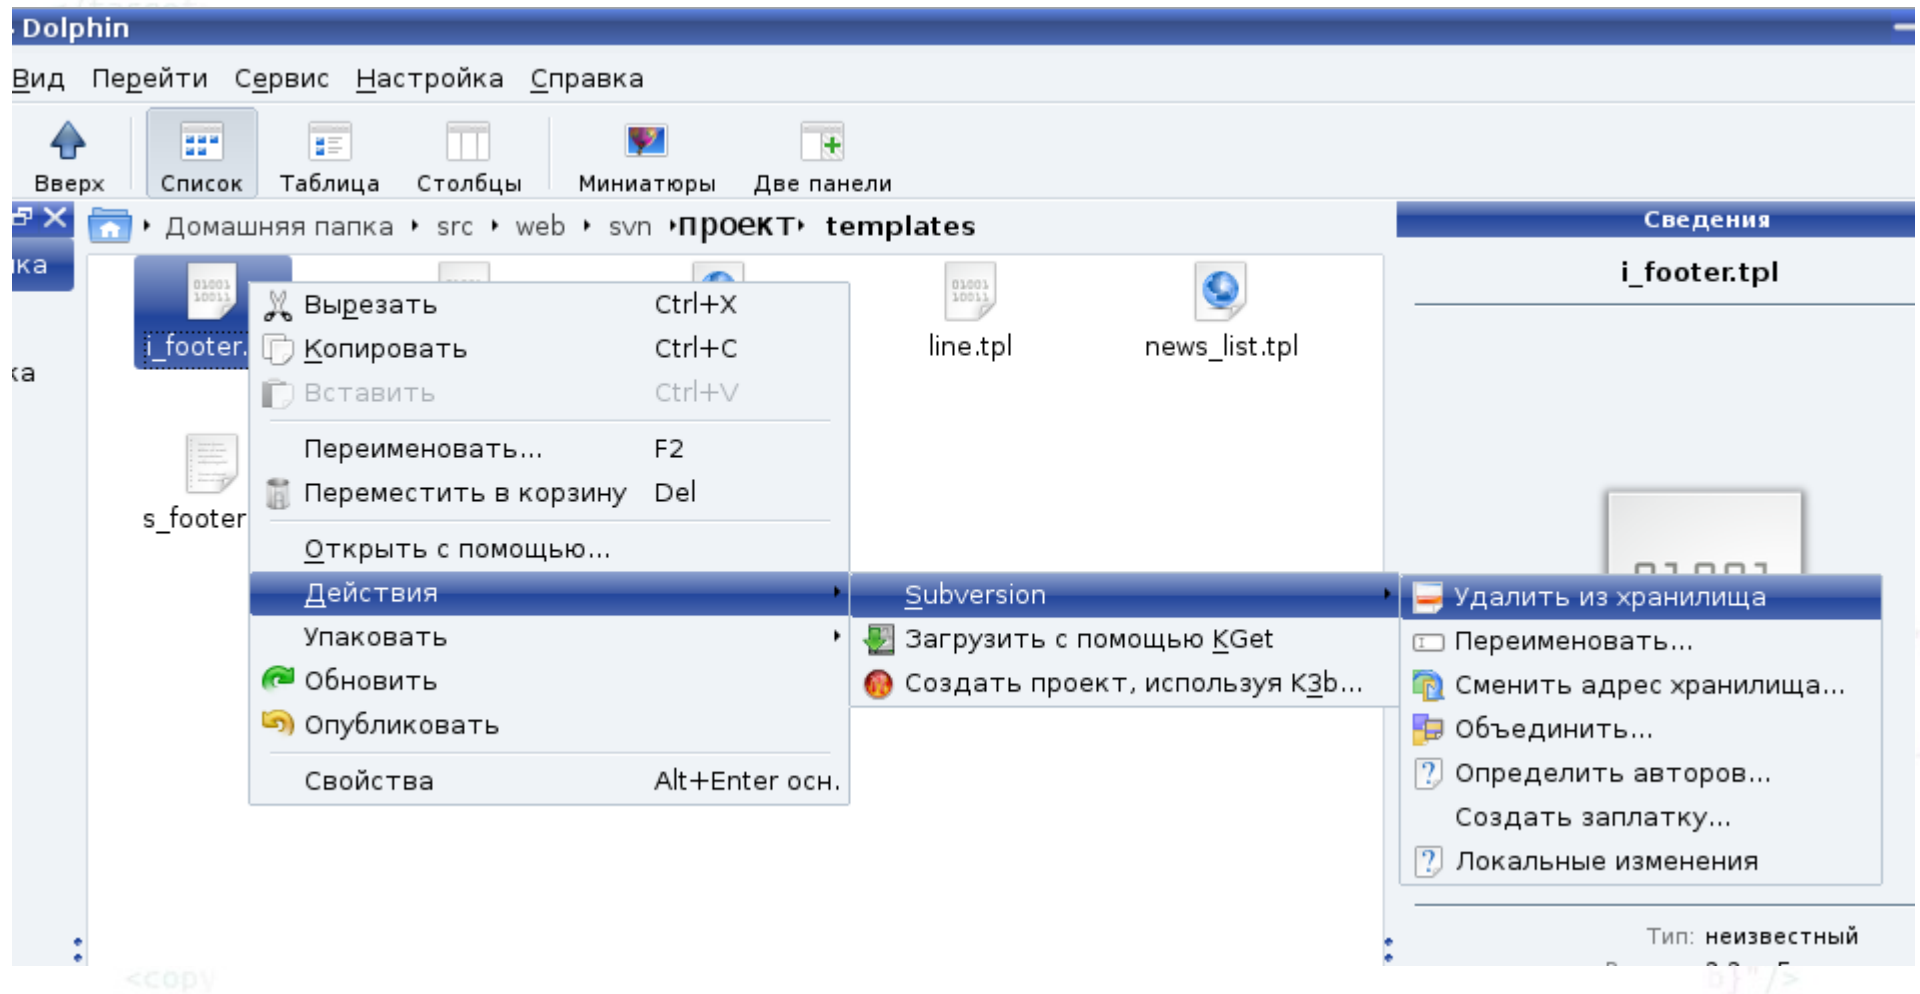 Dolphin
Вид Перейти Сервис Настройка Справка
Вверх Список Таблица Столбцы Миниатюры Две панели
Домашняя папка src web svn проект templates
Сведения
i_footer.tpl
i_footer.
line.tpl
news_list.tpl
s_footer
Вырезать Ctrl+X
Копировать Ctrl+C
Вставить Ctrl+V
Переименовать... F2
Переместить в корзину Del
Открыть с помощью...
Действия
Упаковать
Обновить
Опубликовать
Свойства Alt+Enter осн.
Subversion
Загрузить с помощью KGet
Создать проект, используя K3b...
Удалить из хранилища
Переименовать...
Сменить адрес хранилища...
Объединить...
Определить авторов...
Создать заплатку...
Локальные изменения
Тип: неизвестный
<copy